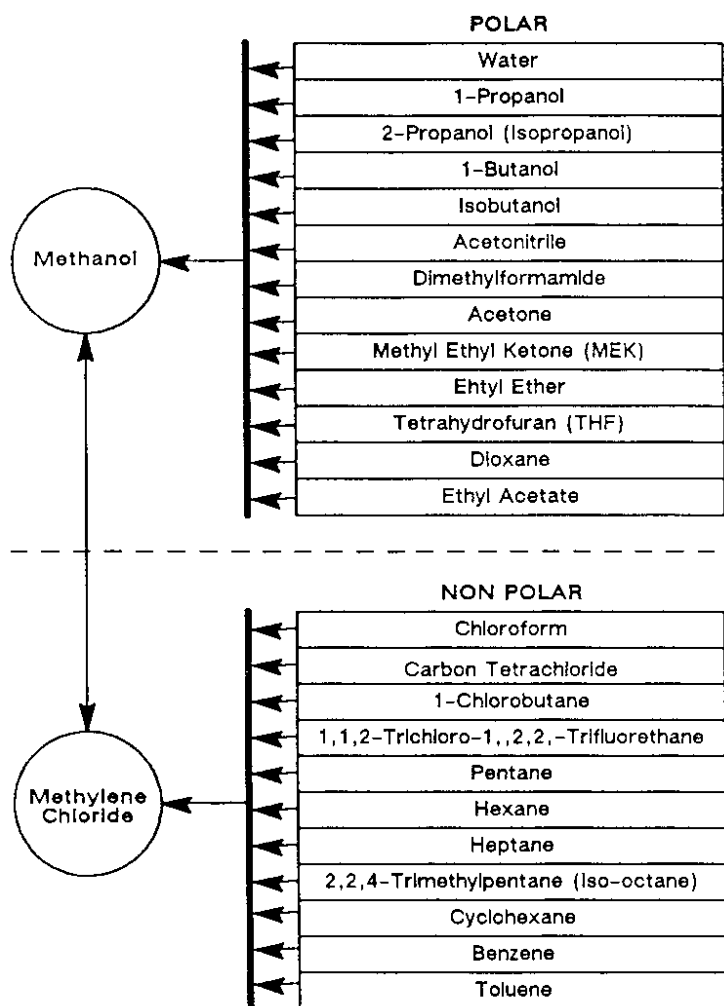 POLAR
Water
1-Propanol
2-Propanol (Isopropanol)
1-Butanol
Isobutanol
Acetonitrile
Methanol
Dimethylformamide
Acetone
Methyl Ethyl Ketone (MEK)
Ehtyl Ether
Tetrahydrofuran (THF)
Dioxane
Ethyl Acetate
NON POLAR
Chloroform
Carbon Tetrachloride
1-Chlorobutane
1,1,2-Trichloro-1,,2,2,-Trifluorethane
Pentane
Methylene
Chloride
Hexane
Heptane
2,2,4-Trimethylpentane (Iso-octane)
Cyclohexane
Benzene
Toluene